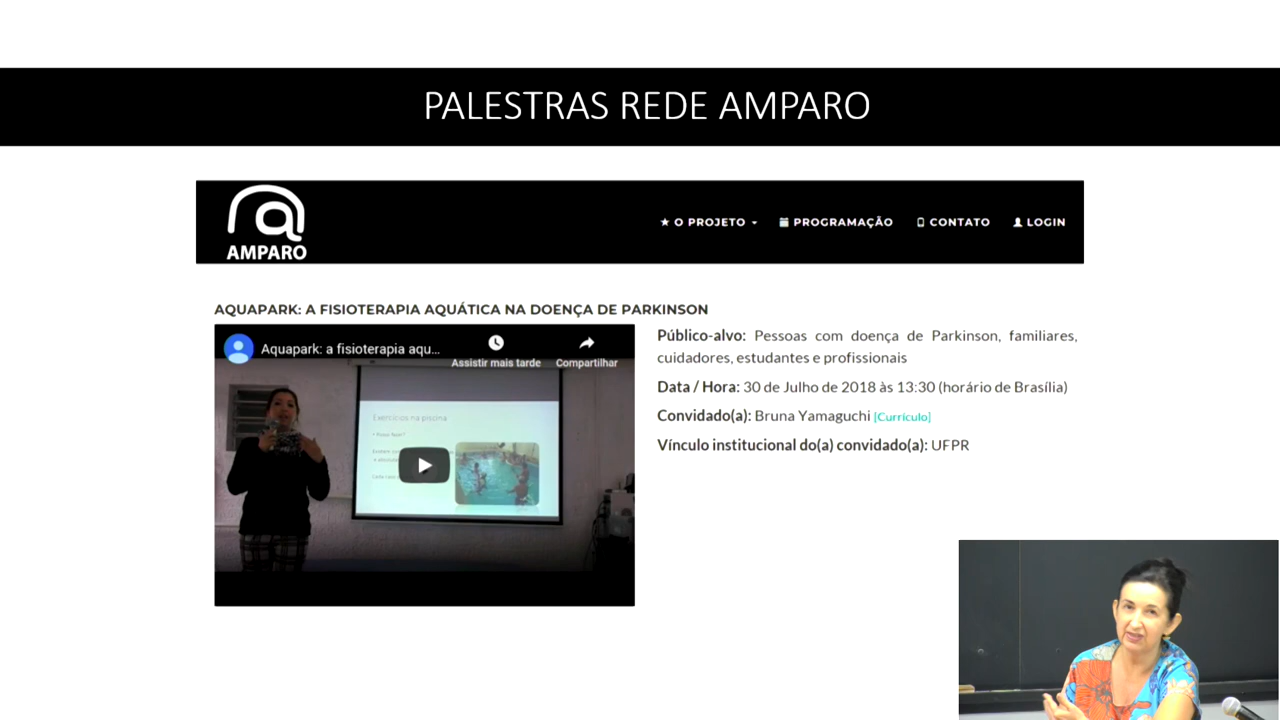 PALESTRAS REDE AMPARO
AMPARO
O PROJETO
PROGRAMAÇÃO
CONTATO
LOGIN
AQUAPARK: A FISIOTERAPIA AQUÁTICA NA DOENÇA DE PARKINSON
Aquapark: a fisioterapia aqu...
Assistir mais tarde
Compartilhar
Exercícios na piscina
Público-alvo: Pessoas com doença de Parkinson, familiares,
cuidadores, estudantes e profissionais
Data / Hora: 30 de Julho de 2018 às 13:30 (horário de Brasília)
Convidado(a): Bruna Yamaguchi [Currículo]
Vínculo institucional do(a) convidado(a): UFPR